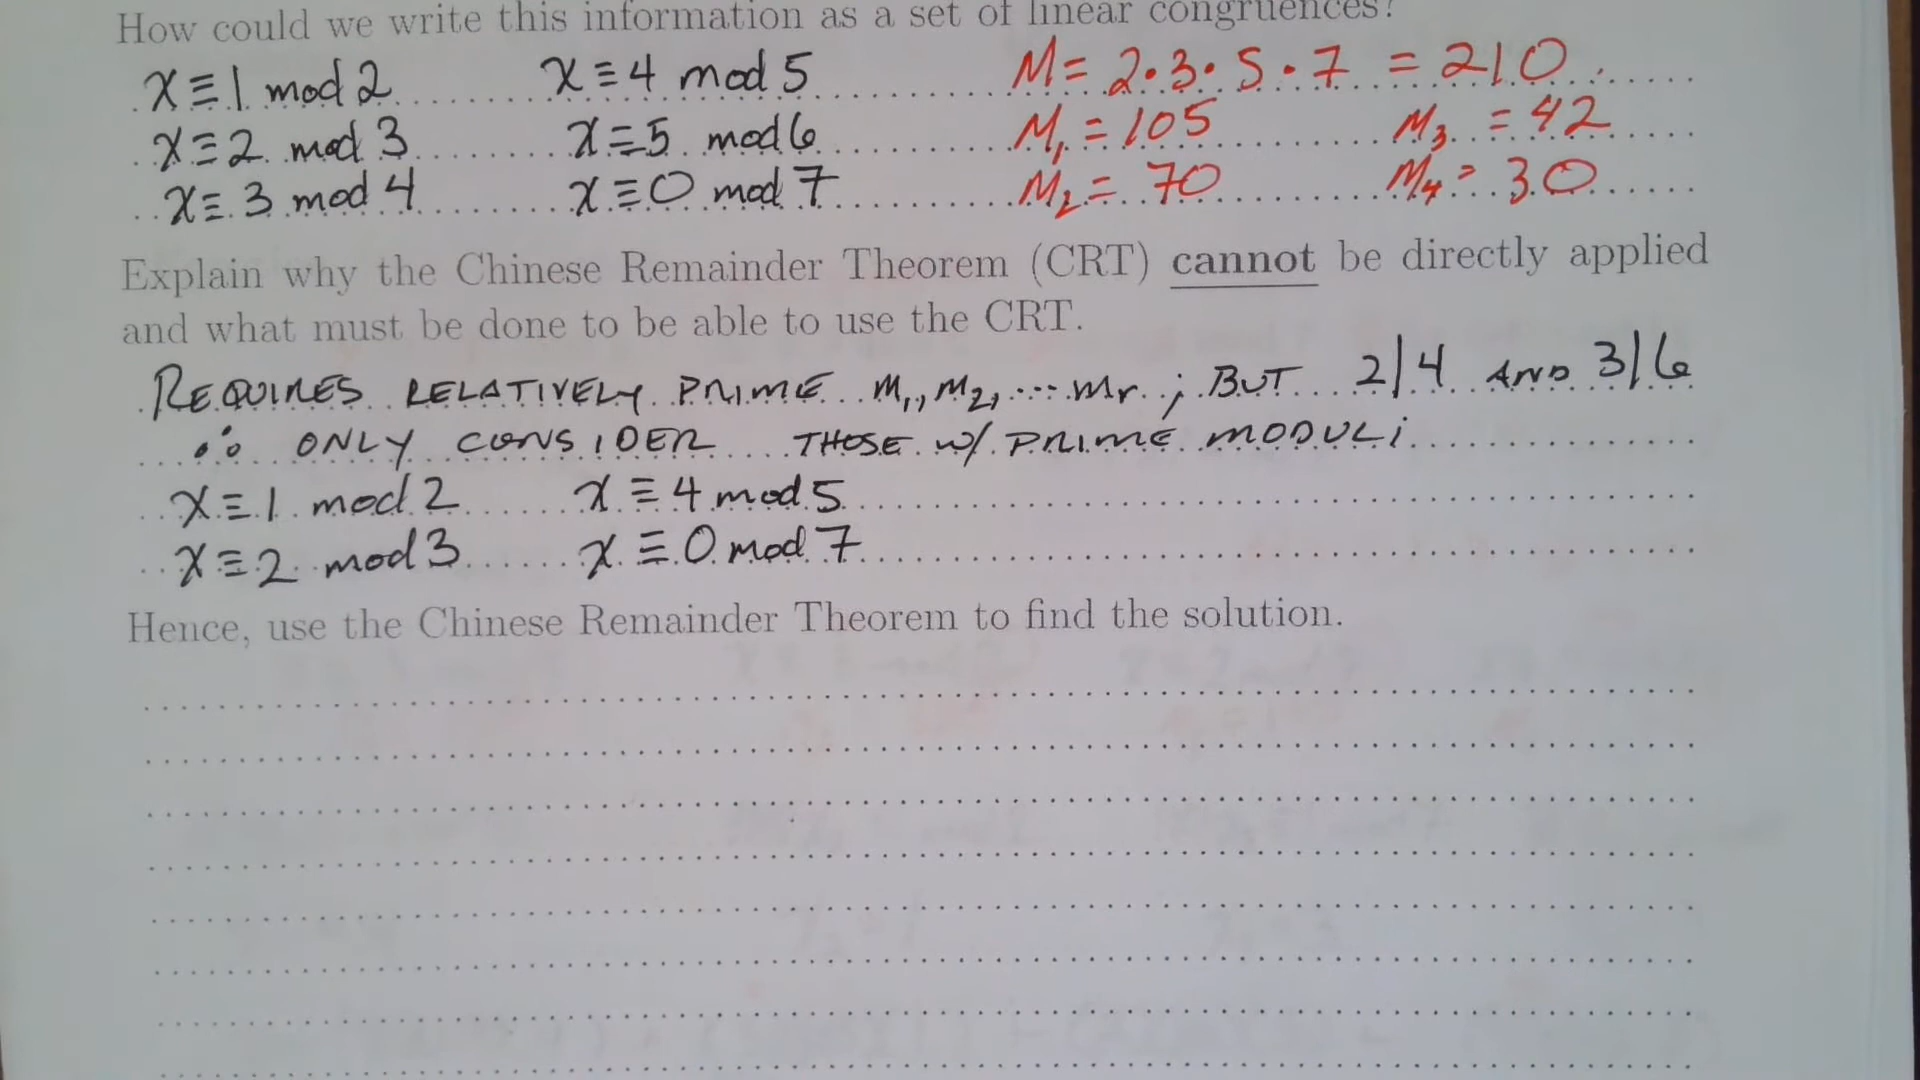 How could we write this information as a set of linear congruences?
x ≡ 1 mod 2 x ≡ 4 mod 5 M = 2·3·5·7 = 210
x ≡ 2 mod 3 x ≡ 5 mod 6 M₁ = 105 M₃ = 42
x ≡ 3 mod 4 x ≡ 0 mod 7 M₂ = 70 M₄ = 30
Explain why the Chinese Remainder Theorem (CRT) cannot be directly applied
and what must be done to be able to use the CRT.
REQUIRES RELATIVELY PRIME m₁, m₂, ... mr ; BUT 2|4 AND 3|6
∴ ONLY CONSIDER THOSE w/ PRIME MODULI
x ≡ 1 mod 2 x ≡ 4 mod 5
x ≡ 2 mod 3 x ≡ 0 mod 7
Hence, use the Chinese Remainder Theorem to find the solution.